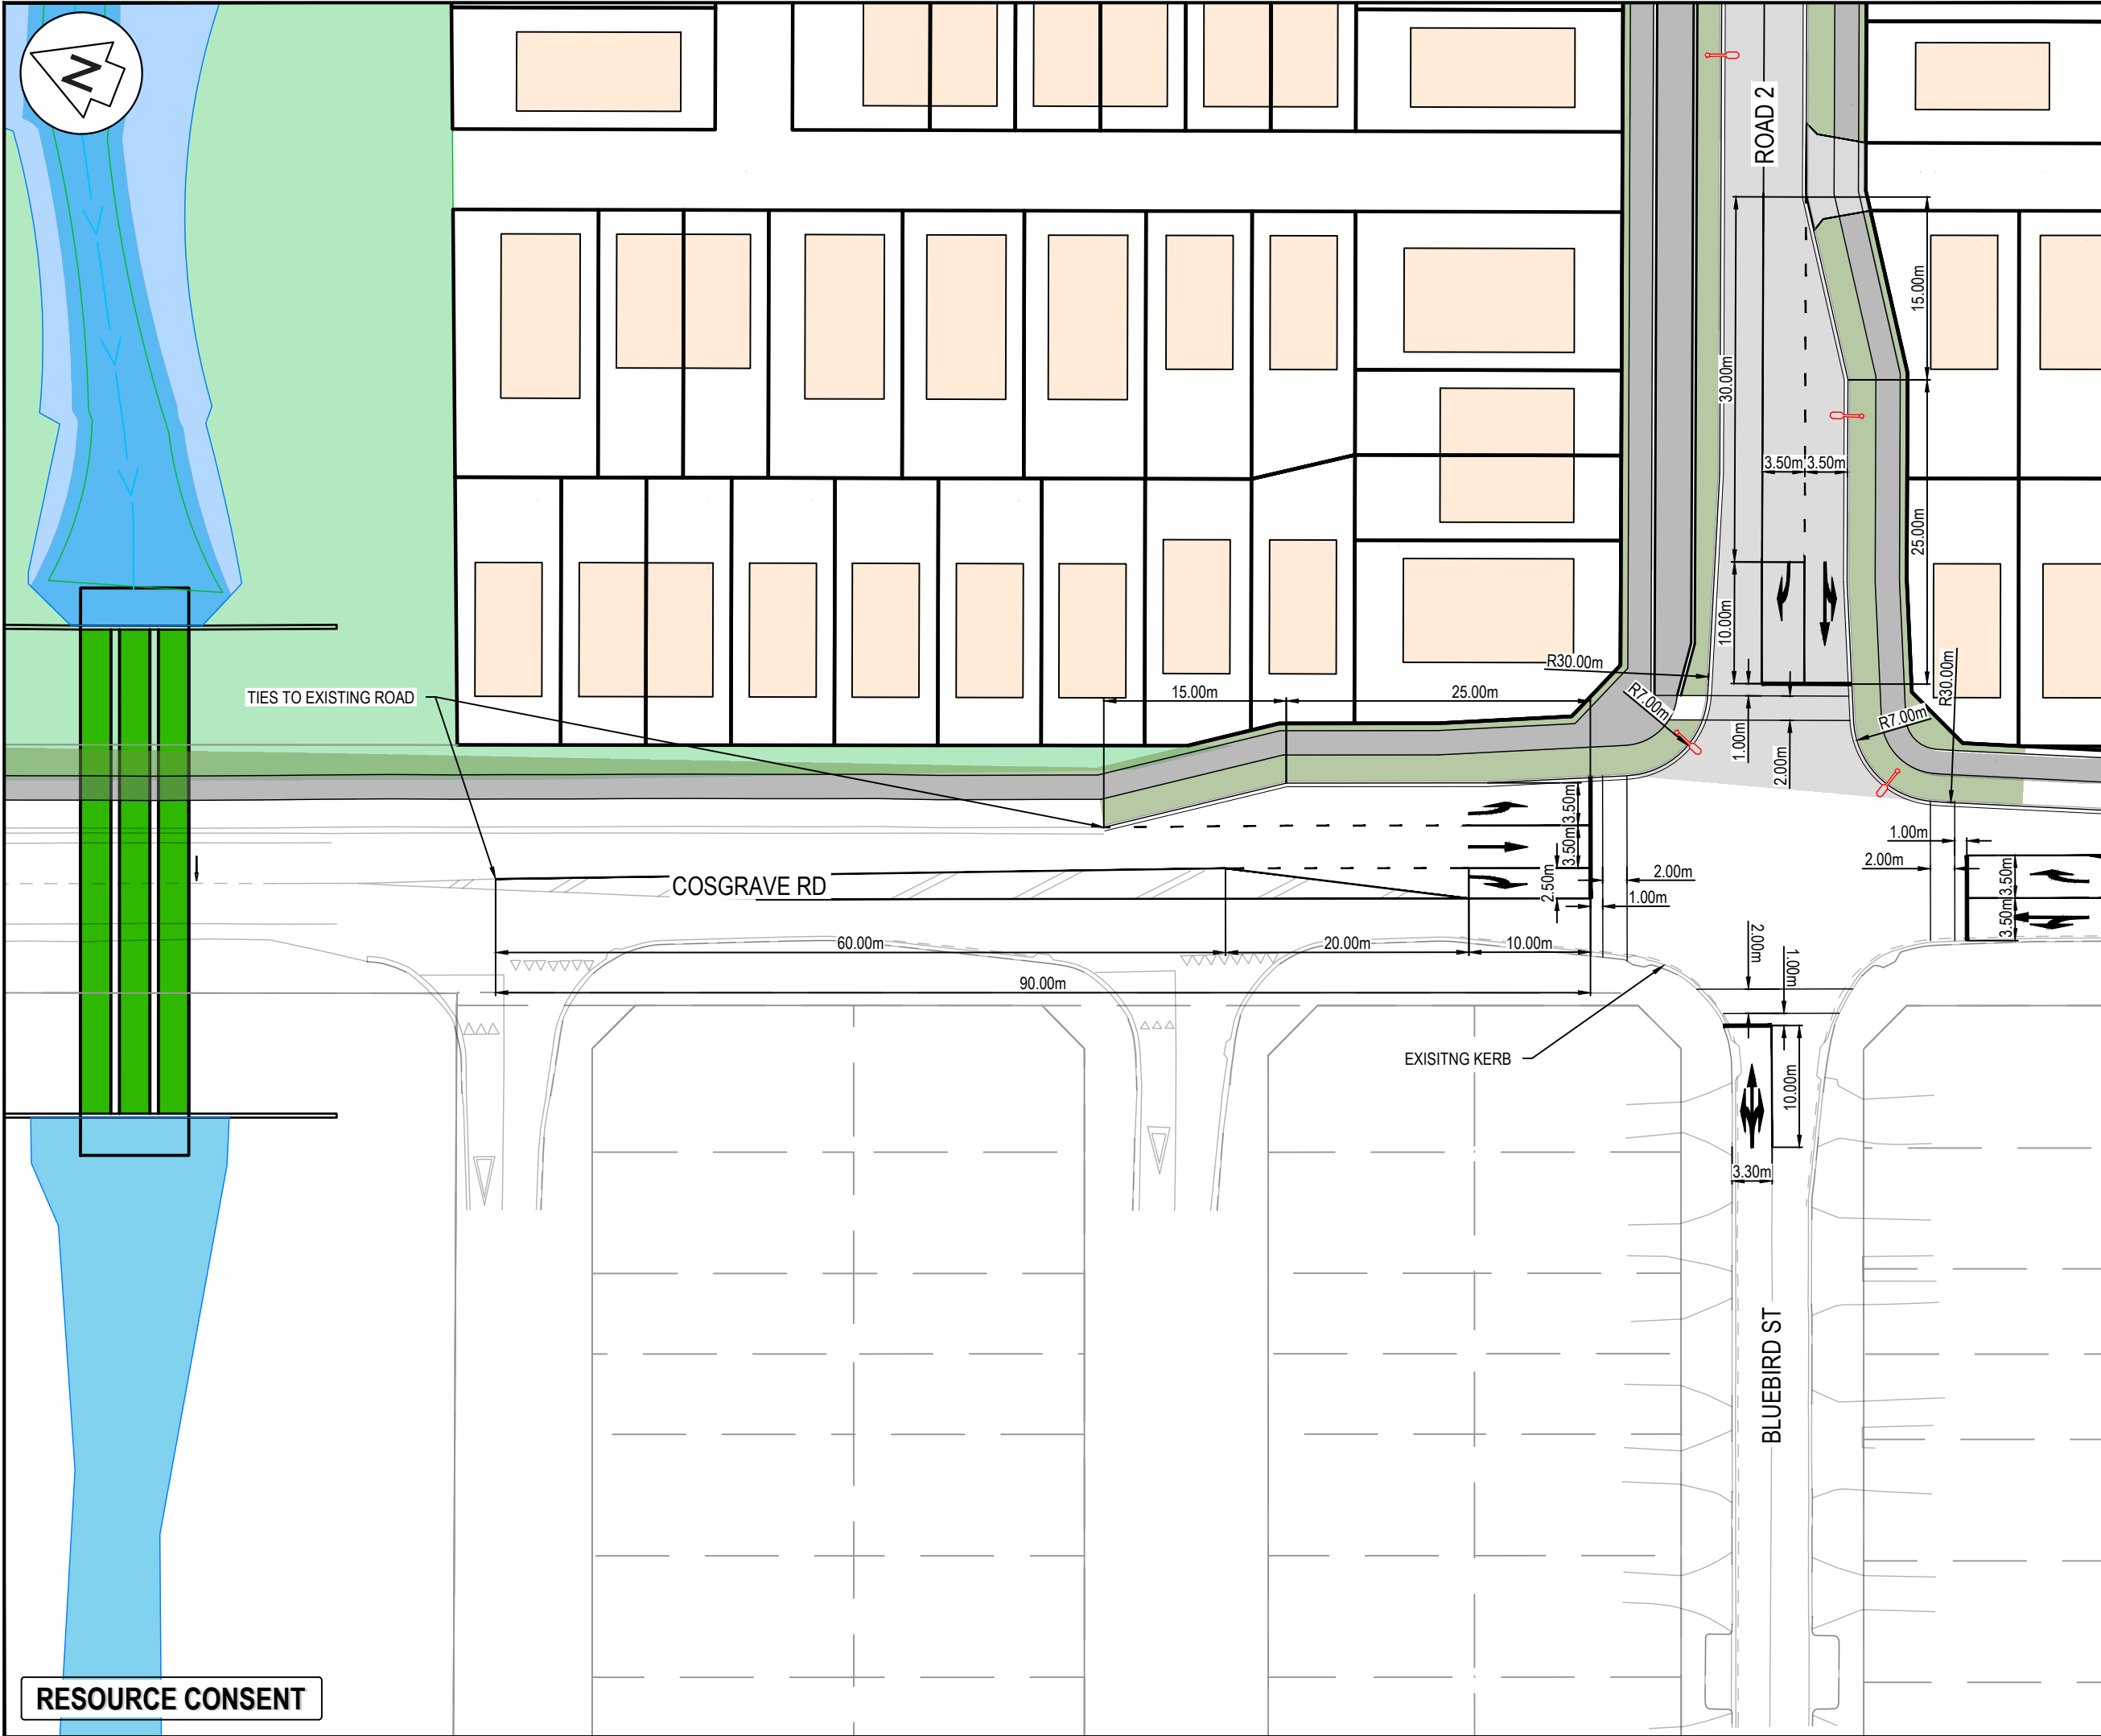 N
ROAD 2
15.00m
30.00m
3.50m
3.50m
25.00m
10.00m
R30.00m
R30.00m
TIES TO EXISTING ROAD
15.00m
25.00m
R7.00m
R7.00m
1.00m
2.00m
3.50m
3.50m
2.50m
2.00m
1.00m
1.00m
2.00m
3.50m
3.50m
COSGRAVE RD
60.00m
20.00m
10.00m
90.00m
2.00m
1.00m
EXISITNG KERB
10.00m
3.30m
BLUEBIRD ST
RESOURCE CONSENT